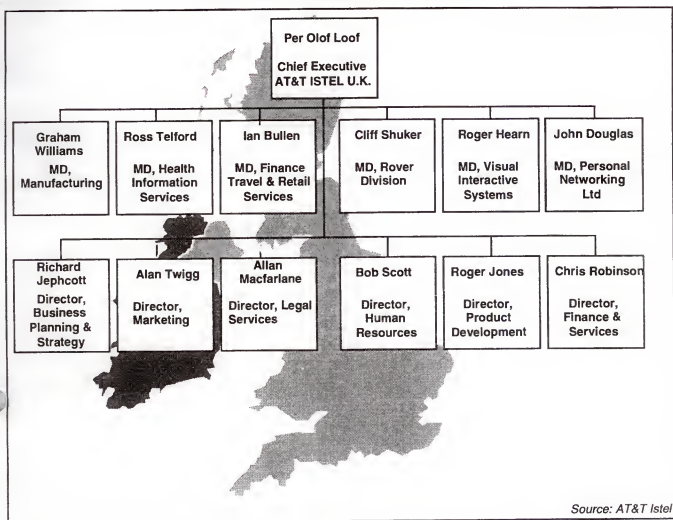 Per Olof Loof
Chief Executive
AT&T ISTEL U.K.
Graham
Williams
MD,
Manufacturing
Ross Telford
MD, Health
Information
Services
Ian Bullen
MD, Finance
Travel & Retail
Services
Cliff Shuker
MD, Rover
Division
Roger Hearn
MD, Visual
Interactive
Systems
John Douglas
MD, Personal
Networking
Ltd
Richard
Jephcott
Director,
Business
Planning &
Strategy
Alan Twigg
Director,
Marketing
Allan
Macfarlane
Director, Legal
Services
Bob Scott
Director,
Human
Resources
Roger Jones
Director,
Product
Development
Chris Robinson
Director,
Finance &
Services
Source: AT&T Istel